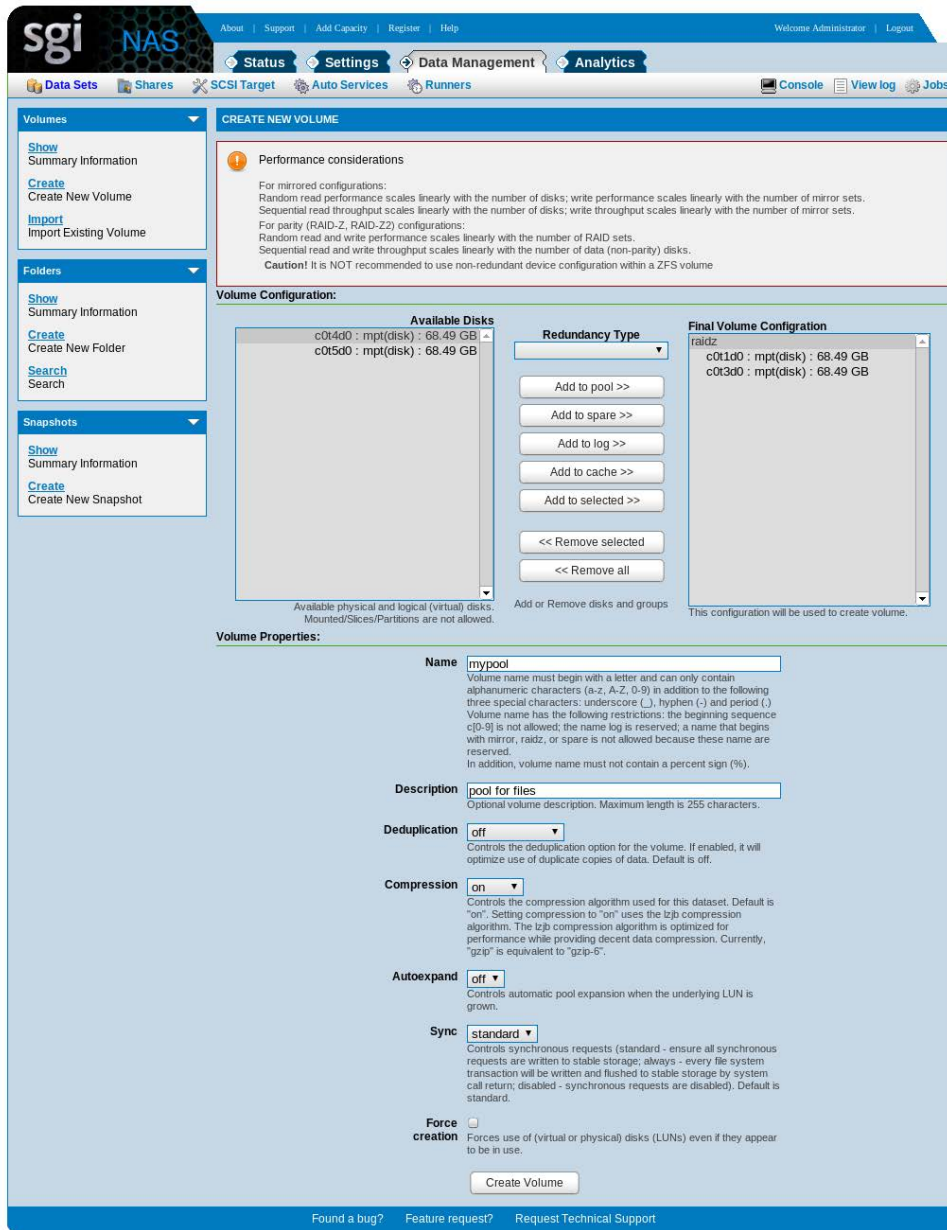 sgi NAS
About | Support | Add Capacity | Register | Help
Welcome Administrator | Logout
Status Settings Data Management Analytics
Data Sets Shares SCSI Target Auto Services Runners
Console View log Jobs
Volumes
Show
Summary Information
Create
Create New Volume
Import
Import Existing Volume
Folders
Show
Summary Information
Create
Create New Folder
Search
Search
Snapshots
Show
Summary Information
Create
Create New Snapshot
CREATE NEW VOLUME
Performance considerations
For mirrored configurations:
Random read performance scales linearly with the number of disks; write performance scales linearly with the number of mirror sets.
Sequential read throughput scales linearly with the number of disks; write throughput scales linearly with the number of mirror sets.
For parity (RAID-Z, RAID-Z2) configurations:
Random read and write performance scales linearly with the number of RAID sets.
Sequential read and write throughput scales linearly with the number of data (non-parity) disks.
Caution! It is NOT recommended to use non-redundant device configuration within a ZFS volume
Volume Configuration:
Available Disks
c0t4d0 : mpt(disk) : 68.49 GB
c0t5d0 : mpt(disk) : 68.49 GB
Available physical and logical (virtual) disks.
Mounted/Slices/Partitions are not allowed.
Redundancy Type
Add to pool >>
Add to spare >>
Add to log >>
Add to cache >>
Add to selected >>
<< Remove selected
<< Remove all
Add or Remove disks and groups
Final Volume Configration
raidz
c0t1d0 : mpt(disk) : 68.49 GB
c0t3d0 : mpt(disk) : 68.49 GB
This configuration will be used to create volume.
Volume Properties:
Name mypool
Volume name must begin with a letter and can only contain
alphanumeric characters (a-z, A-Z, 0-9) in addition to the following
three special characters: underscore (_), hyphen (-) and period (.)
Volume name has the following restrictions: the beginning sequence
c[0-9] is not allowed; the name log is reserved; a name that begins
with mirror, raidz, or spare is not allowed because these name are
reserved.
In addition, volume name must not contain a percent sign (%).
Description pool for files
Optional volume description. Maximum length is 255 characters.
Deduplication off
Controls the deduplication option for the volume. If enabled, it will
optimize use of duplicate copies of data. Default is off.
Compression on
Controls the compression algorithm used for this dataset. Default is
"on". Setting compression to "on" uses the lzjb compression
algorithm. The lzjb compression algorithm is optimized for
performance while providing decent data compression. Currently,
"gzip" is equivalent to "gzip-6".
Autoexpand off
Controls automatic pool expansion when the underlying LUN is
grown.
Sync standard
Controls synchronous requests (standard - ensure all synchronous
requests are written to stable storage; always - every file system
transaction will be written and flushed to stable storage by system
call return; disabled - synchronous requests are disabled). Default is
standard.
Force creation
Forces use of (virtual or physical) disks (LUNs) even if they appear
to be in use.
Create Volume
Found a bug? Feature request? Request Technical Support